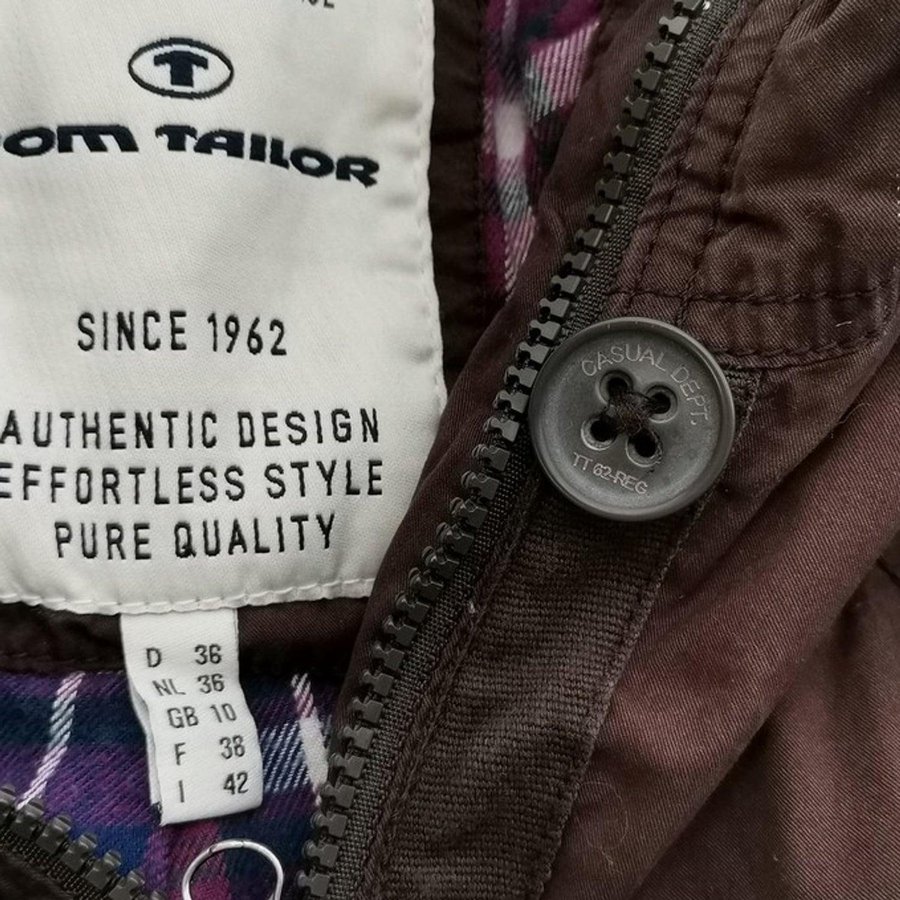 T
TOM TAILOR
SINCE 1962
AUTHENTIC DESIGN
EFFORTLESS STYLE
PURE QUALITY
D 36
NL 36
GB 10
F 38
I 42
CASUAL DEPT.
TT 62-REG